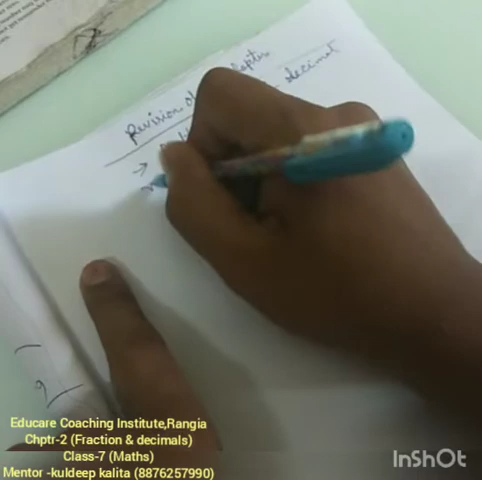 Revision of
decimal
Educare Coaching Institute,Rangia
Chptr-2 (Fraction & decimals)
Class-7 (Maths)
Mentor -kuldeep kalita (8876257990)
InShOt